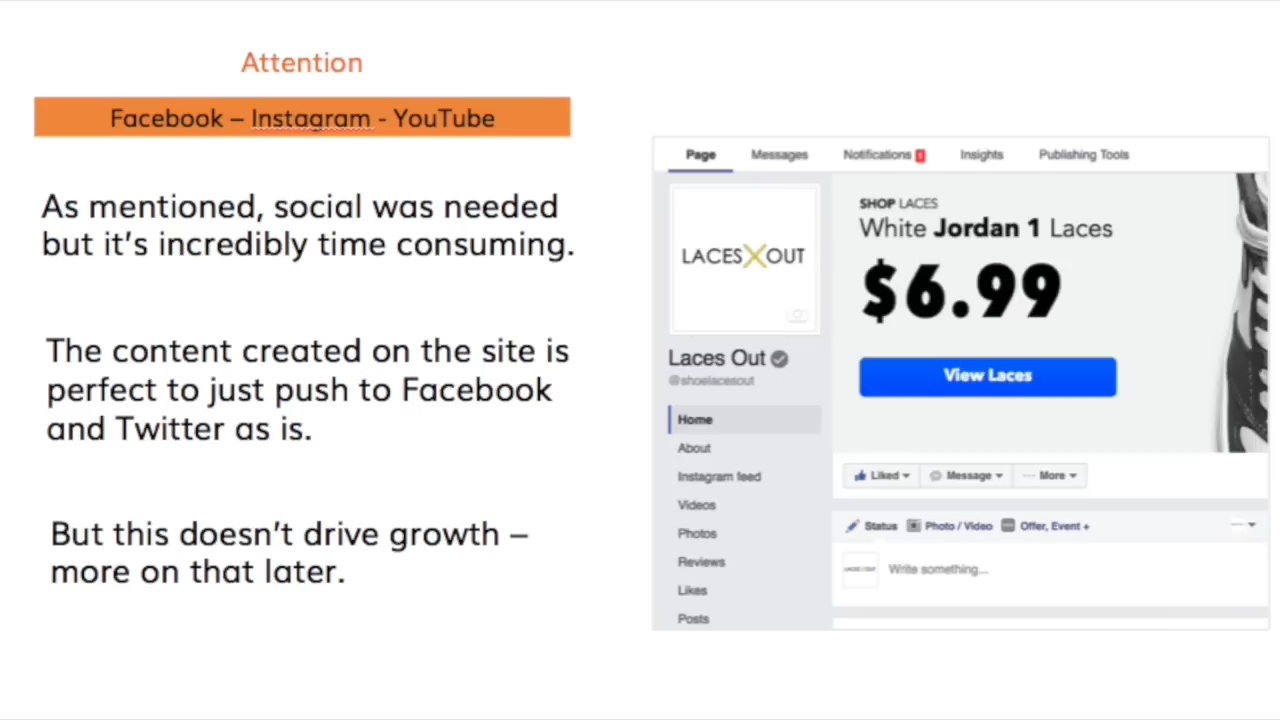 Attention
Facebook – Instagram - YouTube
As mentioned, social was needed
but it's incredibly time consuming.
The content created on the site is
perfect to just push to Facebook
and Twitter as is.
But this doesn't drive growth –
more on that later.
Page Messages Notifications 1 Insights Publishing Tools
LACES OUT
Laces Out
@shoelacesout
Home
About
Instagram feed
Videos
Photos
Reviews
Likes
Posts
SHOP LACES
White Jordan 1 Laces
$6.99
View Laces
Liked Message More
Status Photo / Video Offer, Event +
LACES OUT
Write something...